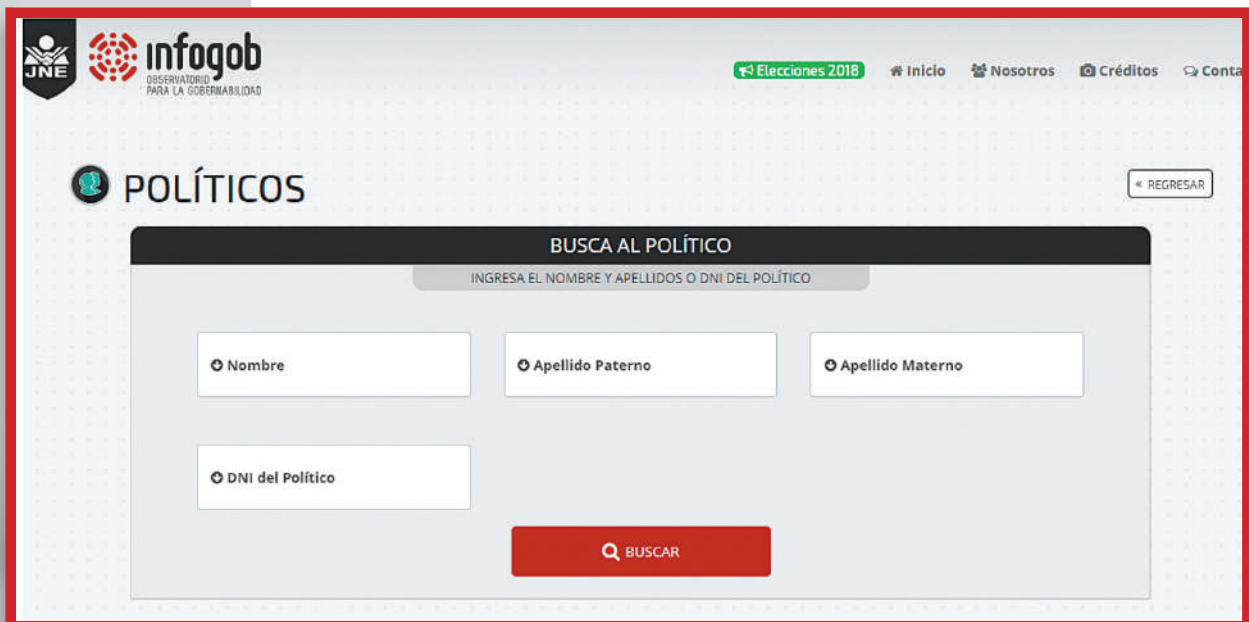 JNE
infogob
OBSERVATORIO
PARA LA GOBERNABILIDAD
Elecciones 2018 Inicio Nosotros Créditos Conta
POLÍTICOS
« REGRESAR
BUSCA AL POLÍTICO
INGRESA EL NOMBRE Y APELLIDOS O DNI DEL POLÍTICO
Nombre Apellido Paterno Apellido Materno
DNI del Político
BUSCAR